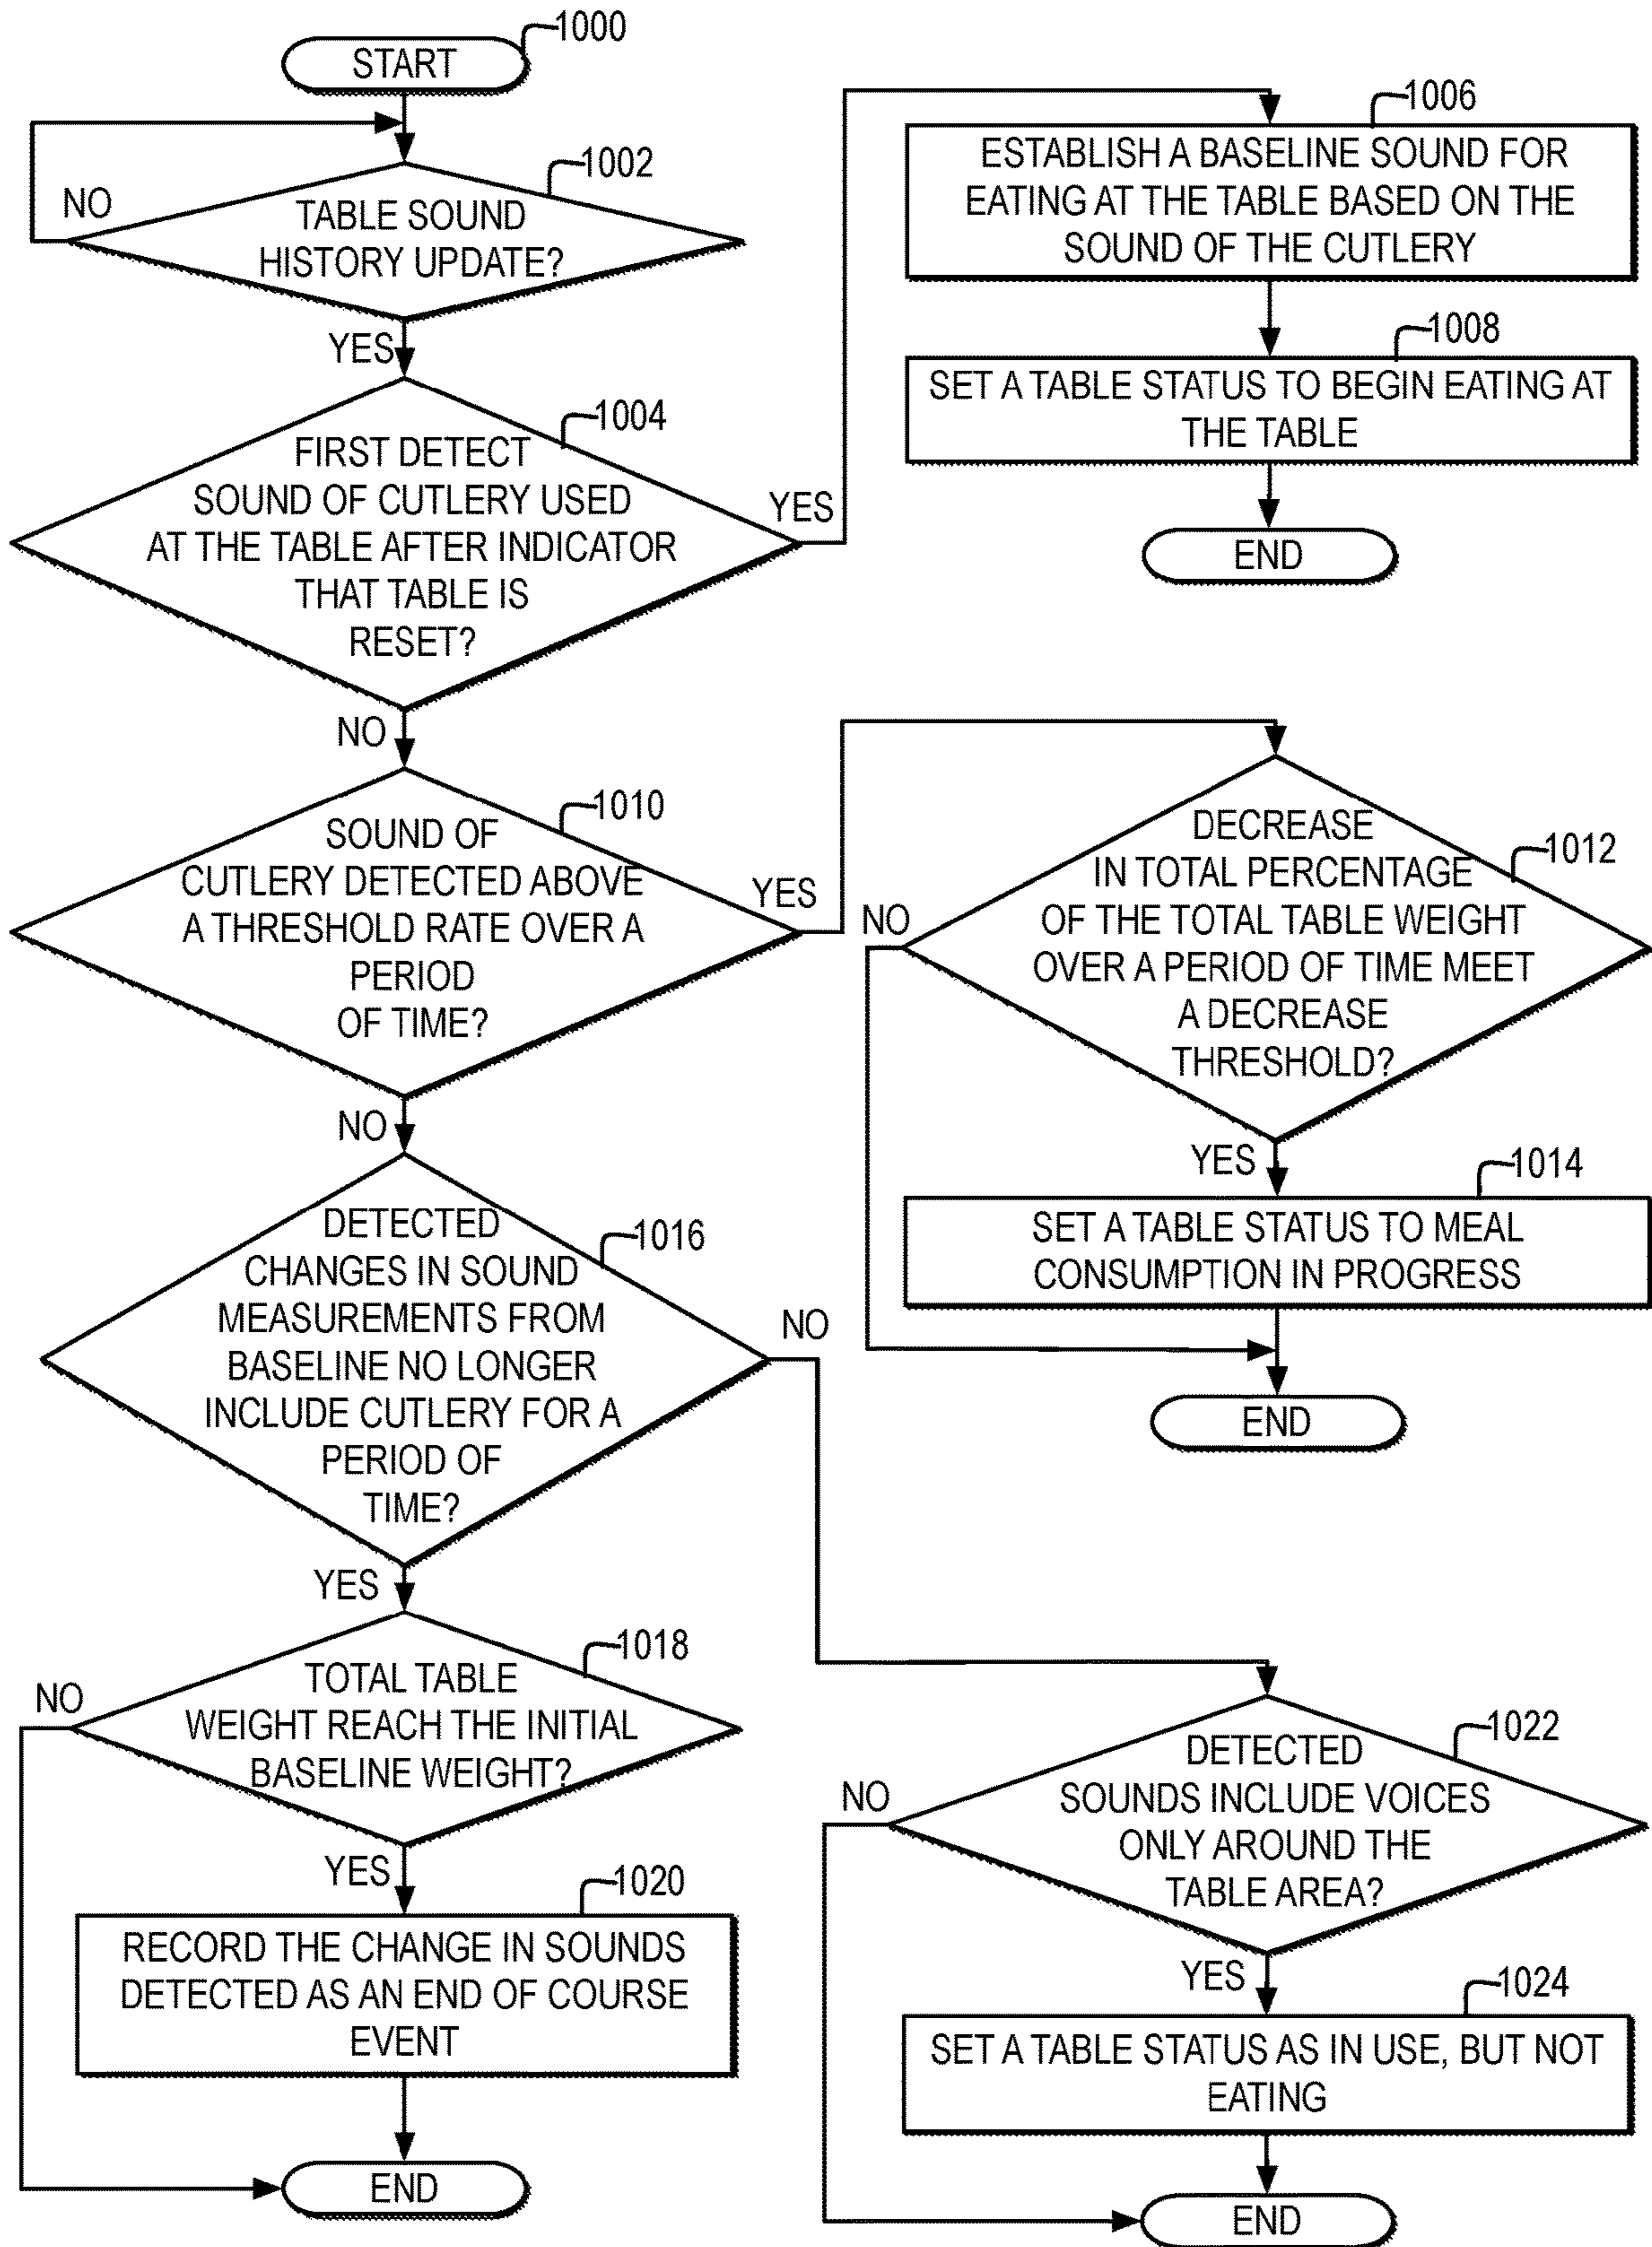 1000
START
1002
NO
TABLE SOUND
HISTORY UPDATE?
YES
1004
FIRST DETECT
SOUND OF CUTLERY USED
AT THE TABLE AFTER INDICATOR
THAT TABLE IS
RESET?
YES
1006
ESTABLISH A BASELINE SOUND FOR
EATING AT THE TABLE BASED ON THE
SOUND OF THE CUTLERY
1008
SET A TABLE STATUS TO BEGIN EATING AT
THE TABLE
END
NO
1010
SOUND OF
CUTLERY DETECTED ABOVE
A THRESHOLD RATE OVER A
PERIOD
OF TIME?
YES
1012
DECREASE
IN TOTAL PERCENTAGE
OF THE TOTAL TABLE WEIGHT
OVER A PERIOD OF TIME MEET
A DECREASE
THRESHOLD?
NO
YES
1014
SET A TABLE STATUS TO MEAL
CONSUMPTION IN PROGRESS
END
NO
1016
DETECTED
CHANGES IN SOUND
MEASUREMENTS FROM
BASELINE NO LONGER
INCLUDE CUTLERY FOR A
PERIOD OF
TIME?
NO
YES
1018
TOTAL TABLE
WEIGHT REACH THE INITIAL
BASELINE WEIGHT?
NO
YES
1020
RECORD THE CHANGE IN SOUNDS
DETECTED AS AN END OF COURSE
EVENT
END
1022
DETECTED
SOUNDS INCLUDE VOICES
ONLY AROUND THE
TABLE AREA?
NO
YES
1024
SET A TABLE STATUS AS IN USE, BUT NOT
EATING
END